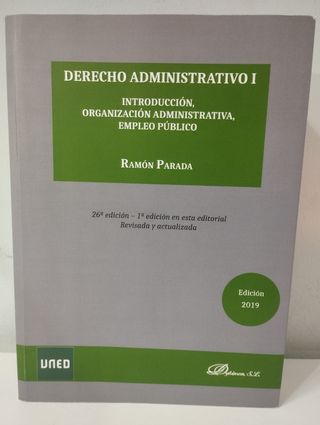 DERECHO ADMINISTRATIVO I
INTRODUCCIÓN,
ORGANIZACIÓN ADMINISTRATIVA,
EMPLEO PÚBLICO
RAMÓN PARADA
26ª edición – 1ª edición en esta editorial
Revisada y actualizada
Edición
2019
UNED
Dykinson, S.L.